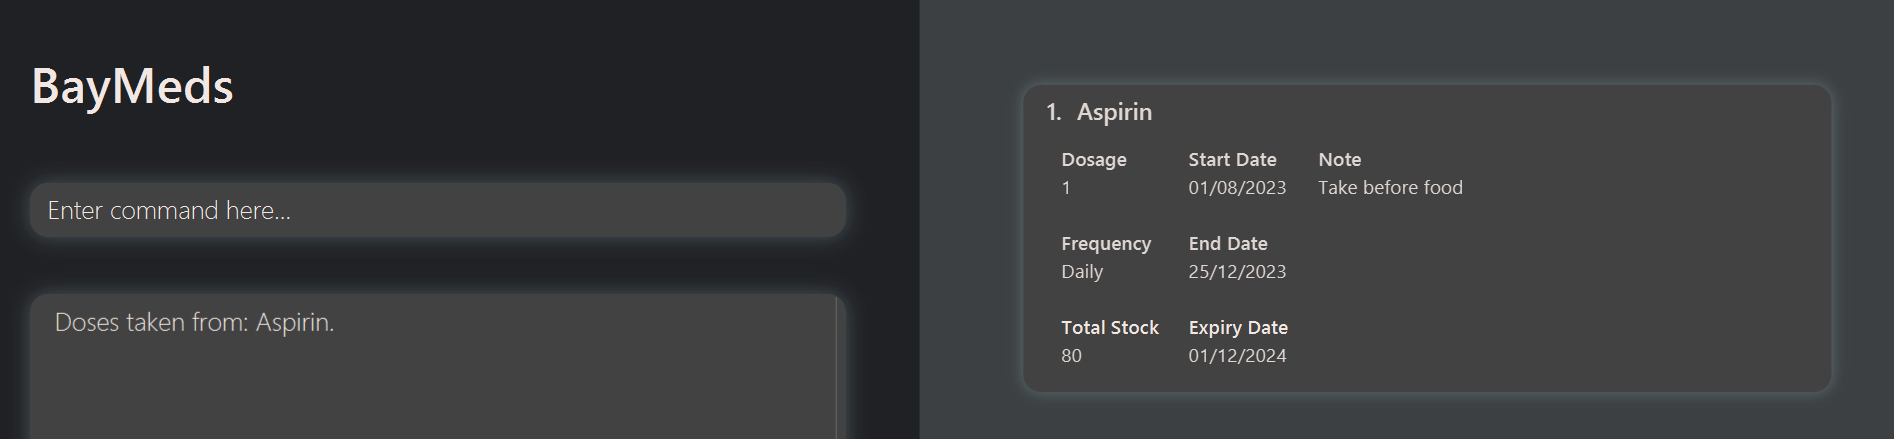 BayMeds
Enter command here...
Doses taken from: Aspirin.
1. Aspirin
Dosage Start Date Note
1 01/08/2023 Take before food
Frequency End Date
Daily 25/12/2023
Total Stock Expiry Date
80 01/12/2024